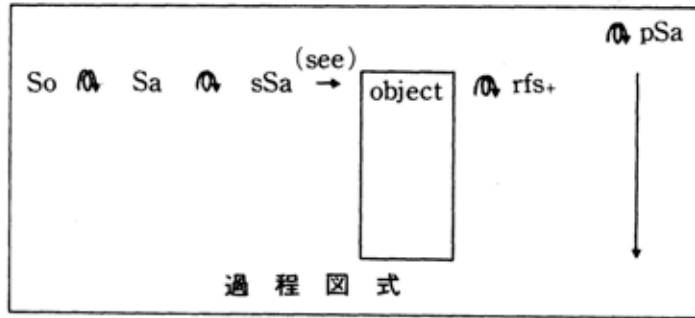 pSa
(see)
So Sa sSa → object rfs₊
過程図式